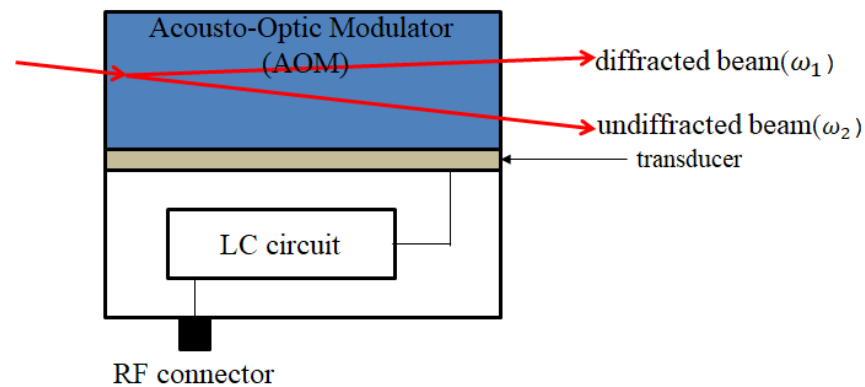 Acousto-Optic Modulator
(AOM)
diffracted beam(ω₁)
undiffracted beam(ω₂)
transducer
LC circuit
RF connector